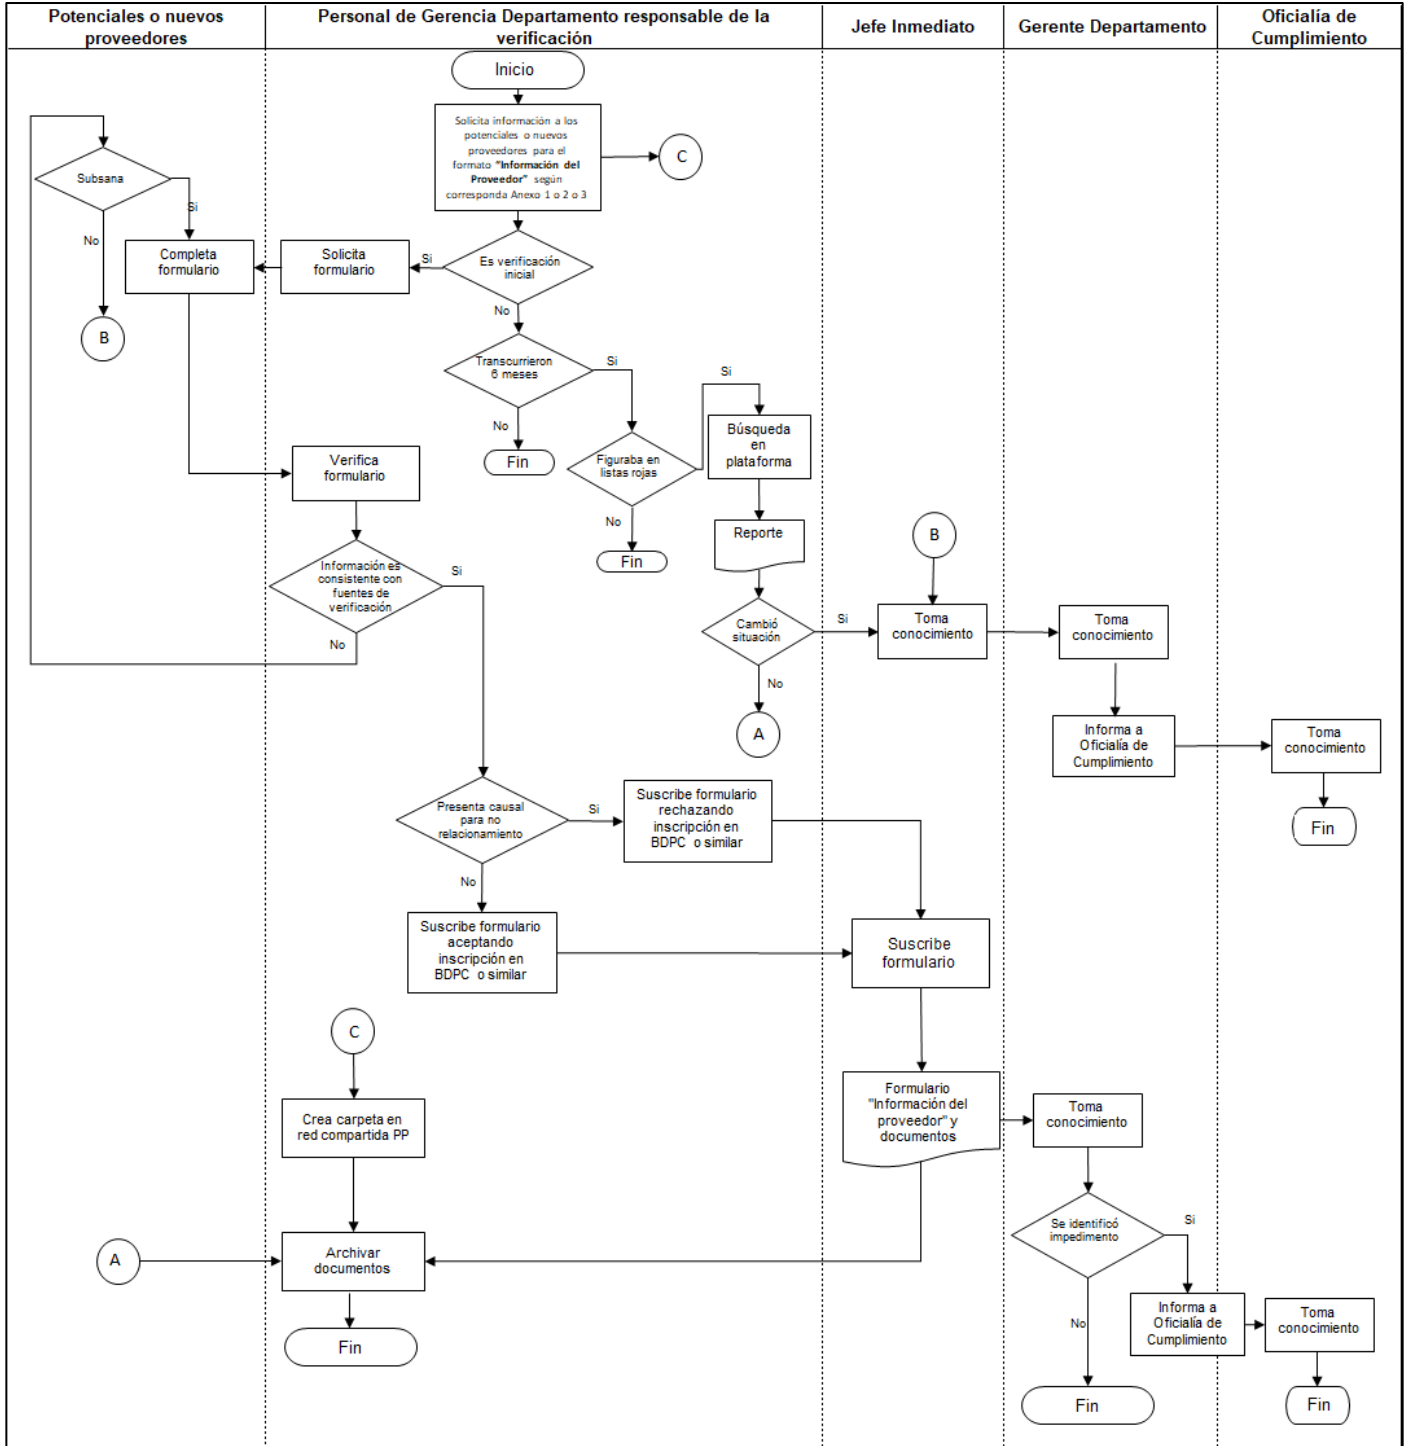 Potenciales o nuevos
proveedores
Personal de Gerencia Departamento responsable de la
verificación
Jefe Inmediato
Gerente Departamento
Oficialía de
Cumplimiento
Inicio
Solicita información a los
potenciales o nuevos
proveedores para el
formato "Información del
Proveedor" según
corresponda Anexo 1 o 2 o 3
C
Subsana
Si
No
Completa
formulario
Solicita
formulario
Si
Es verificación
inicial
No
B
Transcurrieron
6 meses
Si
No
Fin
Si
Búsqueda
en
plataforma
Figuraba en
listas rojas
No
Fin
Verifica
formulario
Reporte
B
Información es
consistente con
fuentes de
verificación
Si
No
Cambió
situación
Si
No
A
Toma
conocimiento
Toma
conocimiento
Informa a
Oficialía de
Cumplimiento
Toma
conocimiento
Fin
Presenta causal
para no
relacionamiento
Si
No
Suscribe formulario
rechazando
inscripción en
BDPC o similar
Suscribe formulario
aceptando
inscripción en
BDPC o similar
Suscribe
formulario
C
Crea carpeta en
red compartida PP
Formulario
"Información del
proveedor" y
documentos
Toma
conocimiento
Se identificó
impedimento
Si
No
A
Archivar
documentos
Fin
Informa a
Oficialía de
Cumplimiento
Toma
conocimiento
Fin
Fin